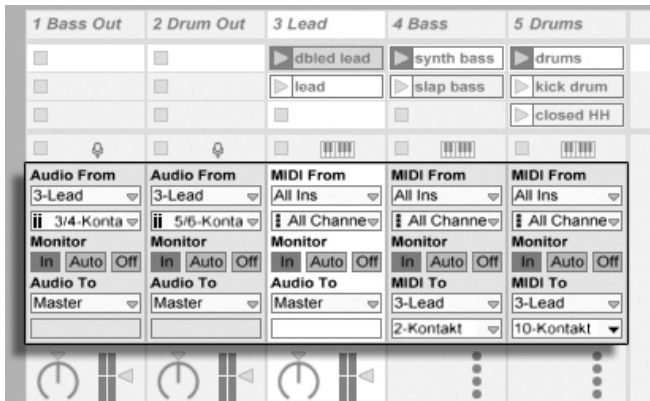 1 Bass Out 2 Drum Out 3 Lead 4 Bass 5 Drums
dbled lead synth bass drums
lead slap bass kick drum
closed HH
Audio From Audio From MIDI From MIDI From MIDI From
3-Lead 3-Lead All Ins All Ins All Ins
3/4-Konta 5/6-Konta All Channe All Channe All Channe
Monitor Monitor Monitor Monitor Monitor
In Auto Off In Auto Off In Auto Off In Auto Off In Auto Off
Audio To Audio To Audio To MIDI To MIDI To
Master Master Master 3-Lead 3-Lead
2-Kontakt 10-Kontakt